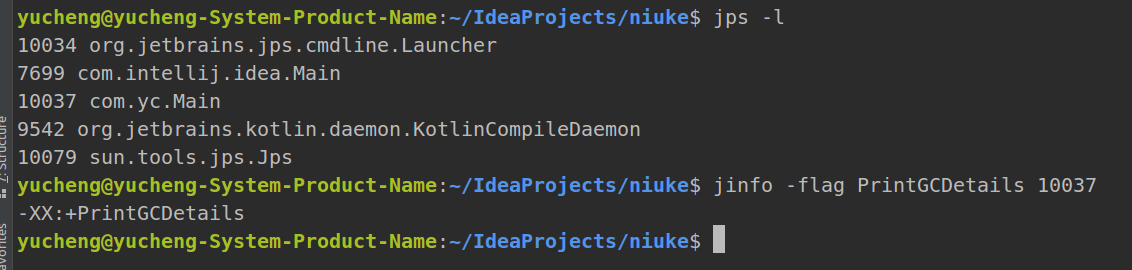 yucheng@yucheng-System-Product-Name:~/IdeaProjects/niuke$ jps -l
10034 org.jetbrains.jps.cmdline.Launcher
7699 com.intellij.idea.Main
10037 com.yc.Main
9542 org.jetbrains.kotlin.daemon.KotlinCompileDaemon
10079 sun.tools.jps.Jps
yucheng@yucheng-System-Product-Name:~/IdeaProjects/niuke$ jinfo -flag PrintGCDetails 10037
-XX:+PrintGCDetails
yucheng@yucheng-System-Product-Name:~/IdeaProjects/niuke$
7: Structure